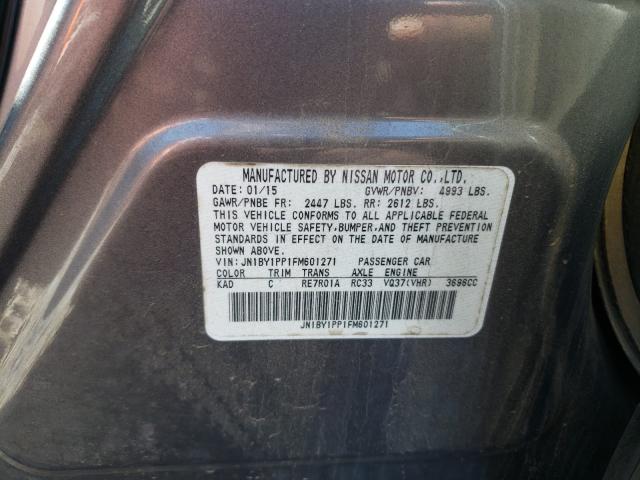 MANUFACTURED BY NISSAN MOTOR CO.,LTD.
DATE: 01/15 GVWR/PNBV: 4993 LBS.
GAWR/PNBE FR: 2447 LBS. RR: 2612 LBS.
THIS VEHICLE CONFORMS TO ALL APPLICABLE FEDERAL
MOTOR VEHICLE SAFETY,BUMPER,AND THEFT PREVENTION
STANDARDS IN EFFECT ON THE DATE OF MANUFACTURE
SHOWN ABOVE.
VIN: JN1BY1PP1FM601271 PASSENGER CAR
COLOR TRIM TRANS AXLE ENGINE
KAD C RE7R01A RC33 VQ37(VHR) 3696CC
JN1BY1PP1FM601271